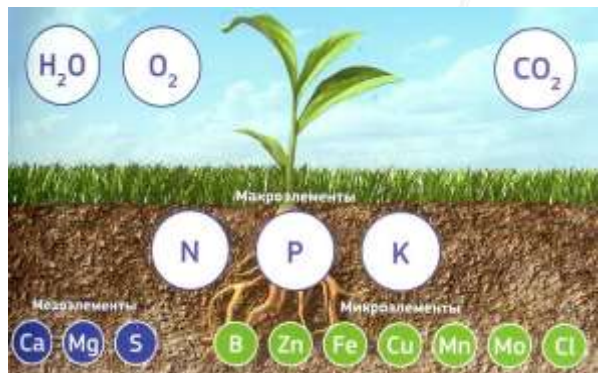 H₂O O₂ CO₂
Макроэлементы
N P K
Мезоэлементы Микроэлементы
Ca Mg S B Zn Fe Cu Mn Mo Cl